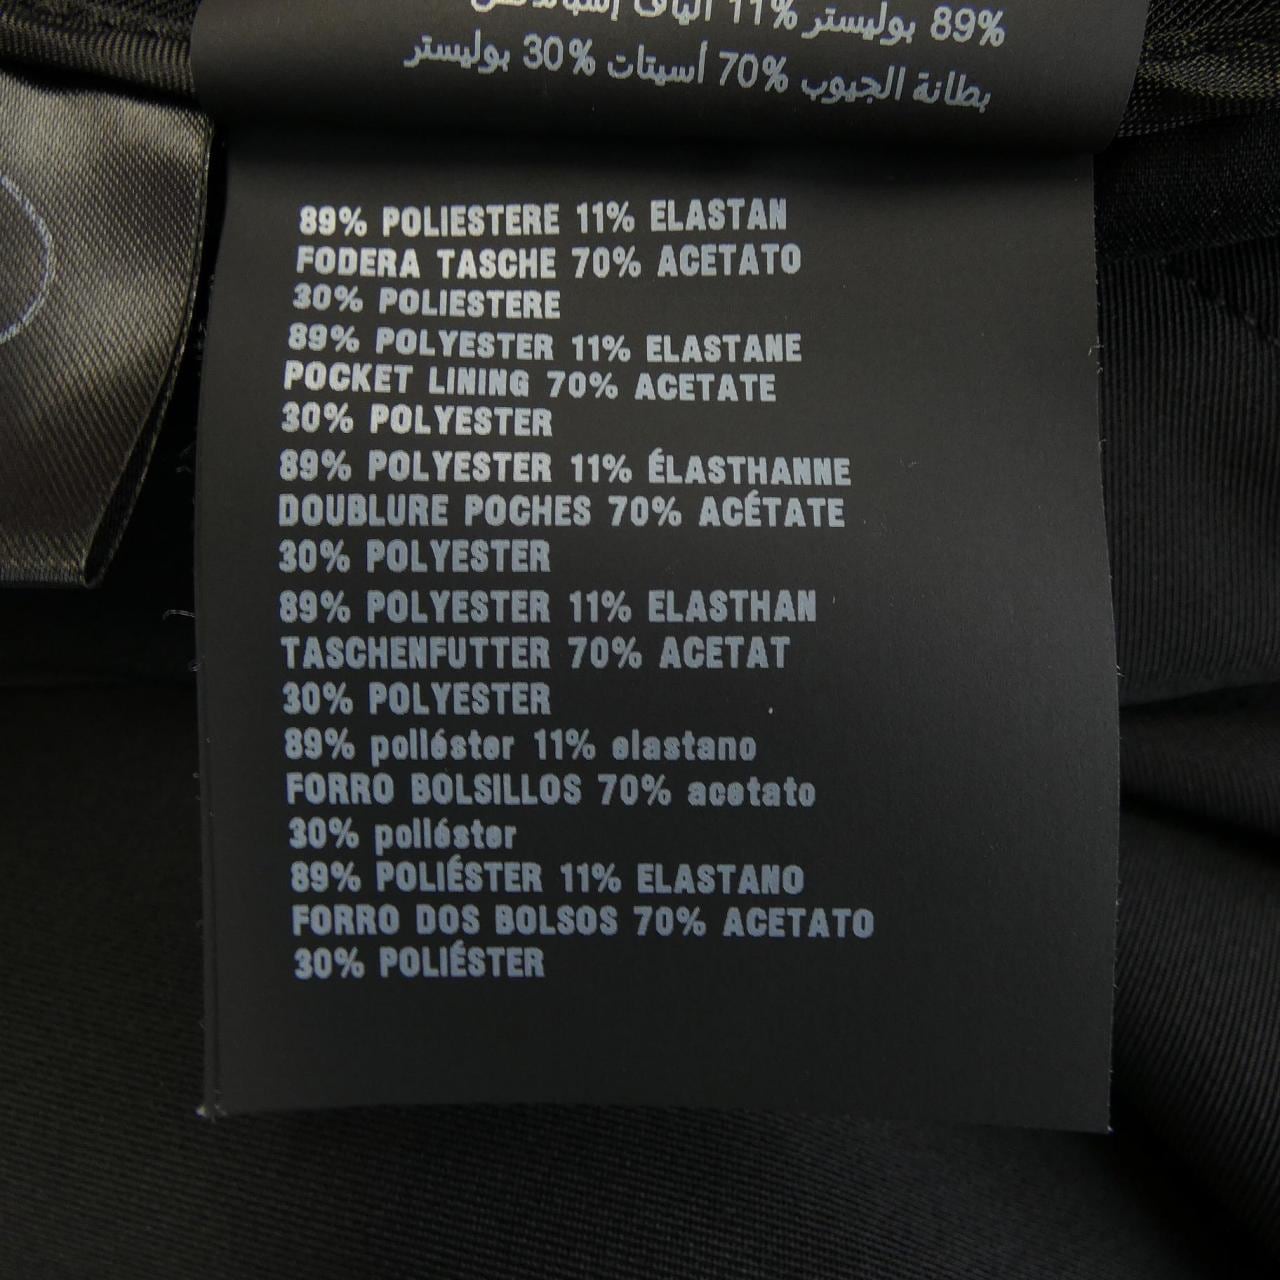 89% بوليستر 11% ألياف إسباندكس
بطانة الجيوب 70% أسيتات 30% بوليستر
89% POLIESTERE 11% ELASTAN
FODERA TASCHE 70% ACETATO
30% POLIESTERE
89% POLYESTER 11% ELASTANE
POCKET LINING 70% ACETATE
30% POLYESTER
89% POLYESTER 11% ÉLASTHANNE
DOUBLURE POCHES 70% ACÉTATE
30% POLYESTER
89% POLYESTER 11% ELASTHAN
TASCHENFUTTER 70% ACETAT
30% POLYESTER
89% poliéster 11% elastano
FORRO BOLSILLOS 70% acetato
30% poliéster
89% POLIÉSTER 11% ELASTANO
FORRO DOS BOLSOS 70% ACETATO
30% POLIÉSTER